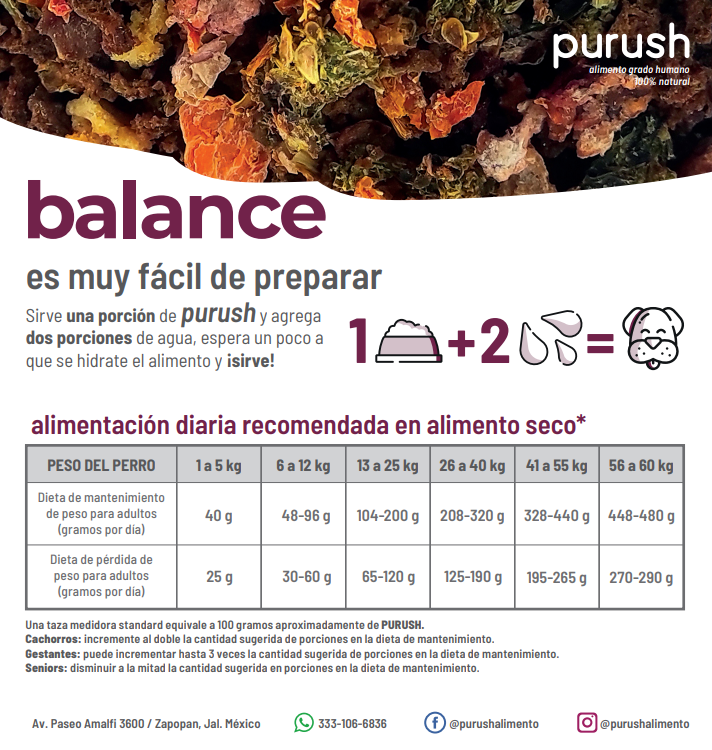 purush
alimento grado humano
100% natural
balance
es muy fácil de preparar
Sirve una porción de purush y agrega
dos porciones de agua, espera un poco a
que se hidrate el alimento y ¡sirve!
1 + 2 =
alimentación diaria recomendada en alimento seco*
PESO DEL PERRO 1 a 5 kg 6 a 12 kg 13 a 25 kg 26 a 40 kg 41 a 55 kg 56 a 60 kg
Dieta de mantenimiento
de peso para adultos
(gramos por día)
40 g 48-96 g 104-200 g 208-320 g 328-440 g 448-480 g
Dieta de pérdida de
peso para adultos
(gramos por día)
25 g 30-60 g 65-120 g 125-190 g 195-265 g 270-290 g
Una taza medidora standard equivale a 100 gramos aproximadamente de PURUSH.
Cachorros: incremente al doble la cantidad sugerida de porciones en la dieta de mantenimiento.
Gestantes: puede incrementar hasta 3 veces la cantidad sugerida de porciones en la dieta de mantenimiento.
Seniors: disminuir a la mitad la cantidad sugerida en porciones en la dieta de mantenimiento.
Av. Paseo Amalfi 3600 / Zapopan, Jal. México 333-106-6836 @purushalimento @purushalimento